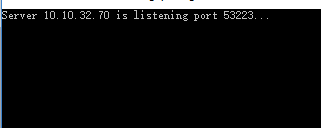 Server 10.10.32.70 is listening port 53223...